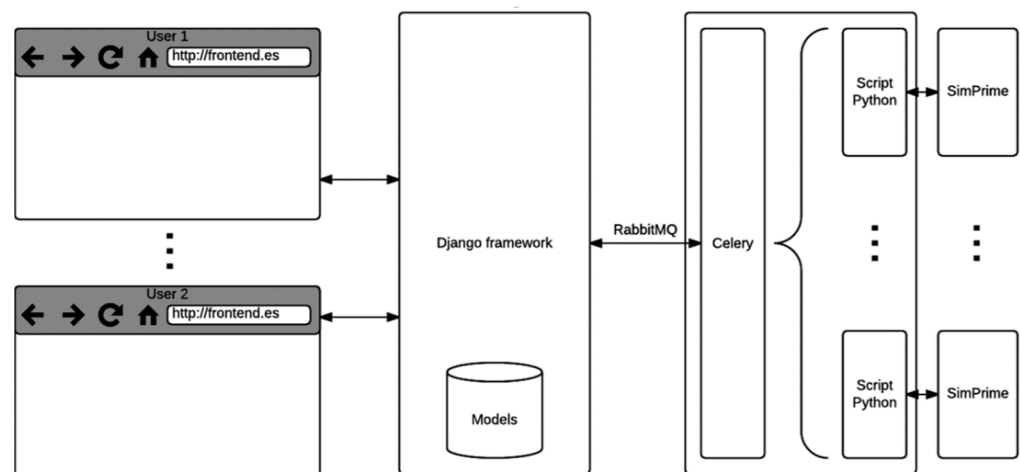 User 1
http://frontend.es
User 2
http://frontend.es
Django framework
Models
RabbitMQ
Celery
Script
Python
SimPrime
Script
Python
SimPrime